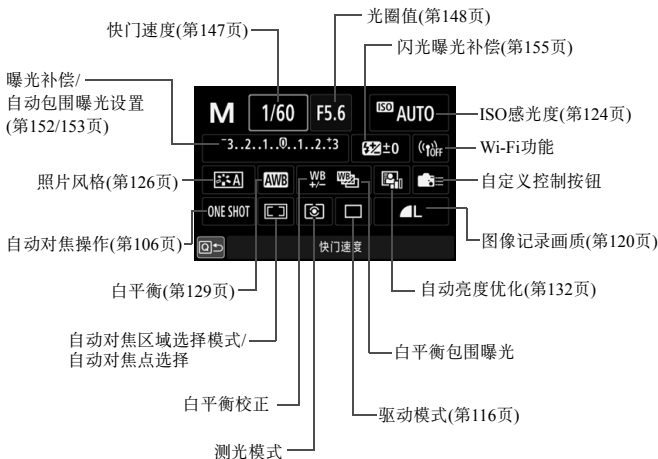 光圈值(第148页)
快门速度(第147页)
闪光曝光补偿(第155页)
曝光补偿/
自动包围曝光设置
(第152/153页)
M 1/60 F5.6 ISO AUTO
ISO感光度(第124页)
-3..2..1..0..1..2..+3 ±0 OFF
Wi-Fi功能
照片风格(第126页)
A AWB WB +/- WB
自定义控制按钮
ONE SHOT L
自动对焦操作(第106页)
Q 快门速度
图像记录画质(第120页)
白平衡(第129页)
自动亮度优化(第132页)
自动对焦区域选择模式/
自动对焦点选择
白平衡包围曝光
白平衡校正
驱动模式(第116页)
测光模式